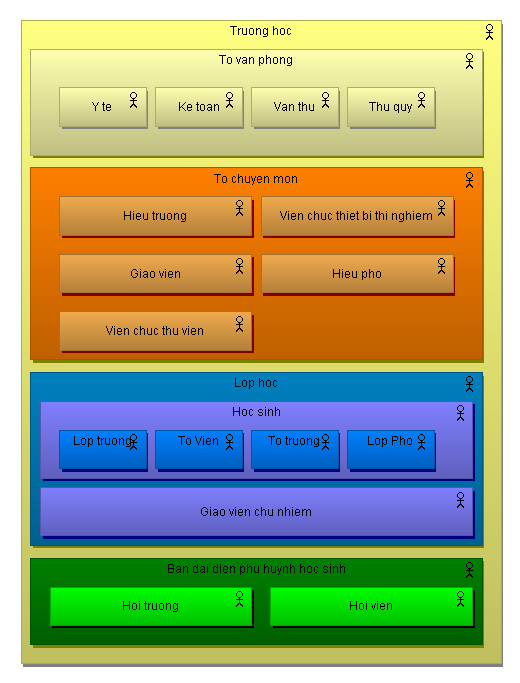 Truong hoc
To van phong
Y te
Ke toan
Van thu
Thu quy
To chuyen mon
Hieu truong
Vien chuc thiet bi thi nghiem
Giao vien
Hieu pho
Vien chuc thu vien
Lop hoc
Hoc sinh
Lop truong
To Vien
To truong
Lop Pho
Giao vien chu nhiem
Ban dai dien phu huynh hoc sinh
Hoi truong
Hoi vien